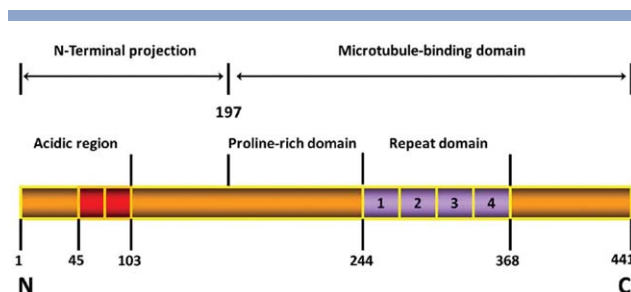 N-Terminal projection Microtubule-binding domain
197
Acidic region Proline-rich domain Repeat domain
1 2 3 4
1 45 103 244 368 441
N C